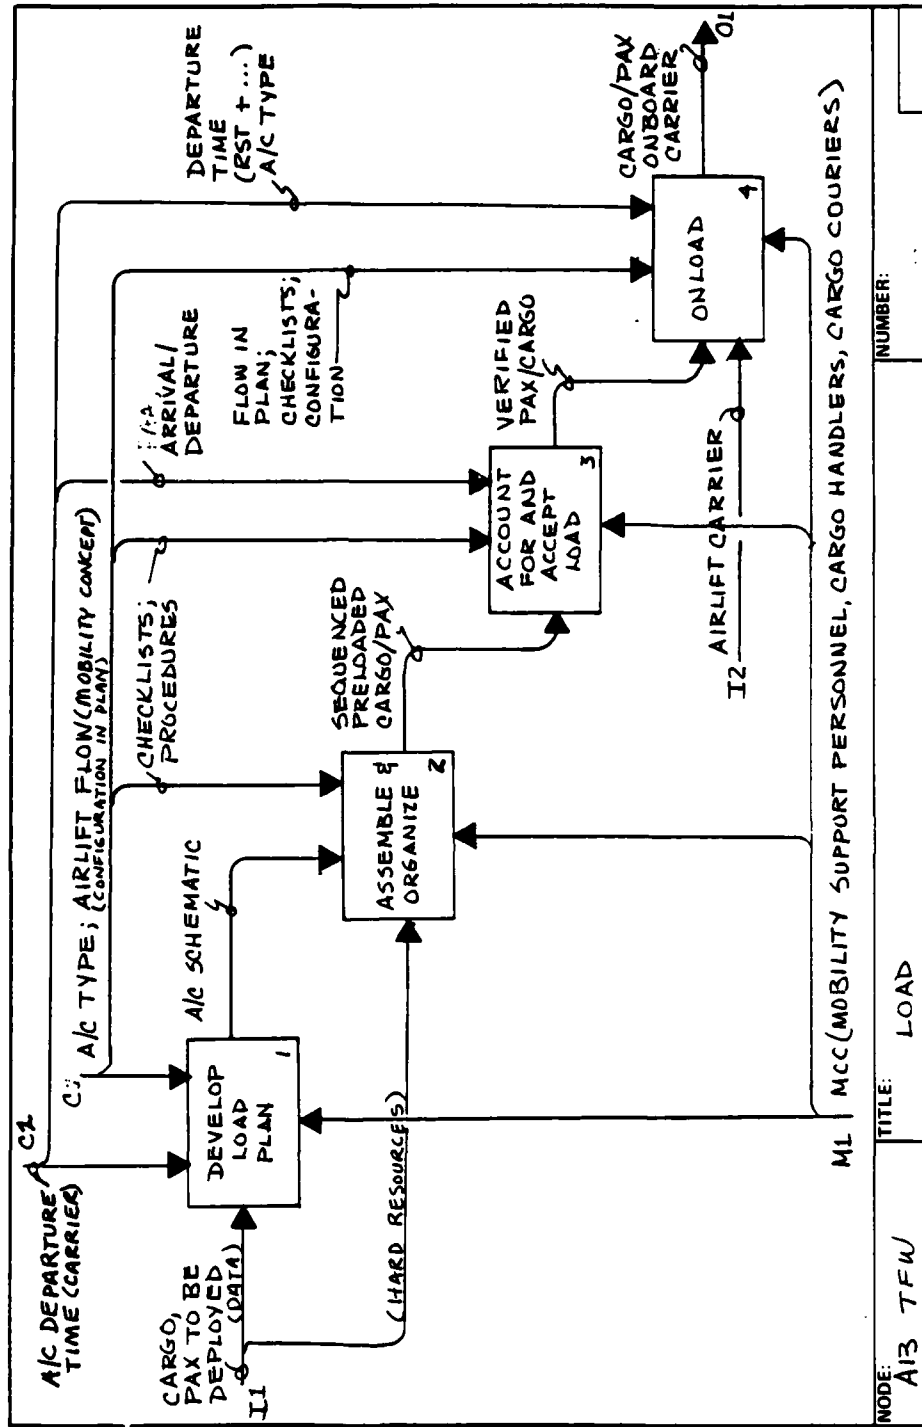 A/C DEPARTURE
TIME (CARRIER)
C2
A/C TYPE; AIRLIFT FLOW (MOBILITY CONCEPT)
(CONFIGURATION IN PLAN)
CARGO,
PAX TO BE
DEPLOYED
(DATA)
I1
(HARD RESOURCES)
DEVELOP
LOAD
PLAN
1
A/C SCHEMATIC
CHECKLISTS;
PROCEDURES
ASSEMBLE &
ORGANIZE
2
SEQUENCED
PRELOADED
CARGO/PAX
ARRIVAL/
DEPARTURE
ACCOUNT
FOR AND
ACCEPT
LOAD
3
VERIFIED
PAX/CARGO
FLOW IN
PLAN;
CHECKLISTS;
CONFIGURA-
TION
DEPARTURE
TIME
(RST + ...)
A/C TYPE
ONLOAD
4
CARGO/PAX
ONBOARD
CARRIER
O1
I2
AIRLIFT CARRIER
M1 MCC (MOBILITY SUPPORT PERSONNEL, CARGO HANDLERS, CARGO COURIERS)
NODE:
A13 TFW
TITLE:
LOAD
NUMBER: